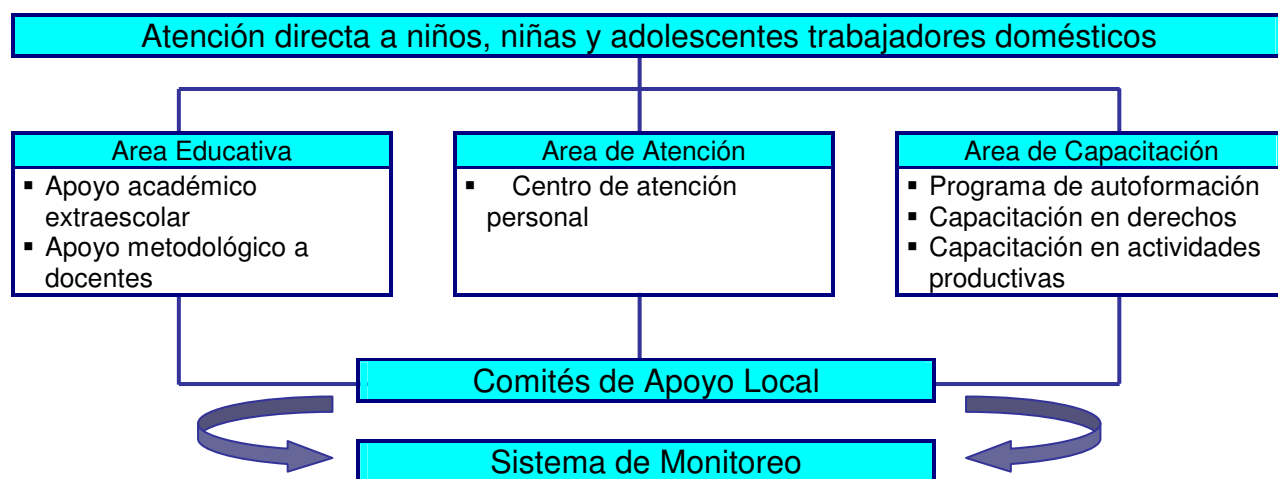 Atención directa a niños, niñas y adolescentes trabajadores domésticos
Area Educativa
▪ Apoyo académico
extraescolar
▪ Apoyo metodológico a
docentes
Area de Atención
▪ Centro de atención
personal
Area de Capacitación
▪ Programa de autoformación
▪ Capacitación en derechos
▪ Capacitación en actividades
productivas
Comités de Apoyo Local
Sistema de Monitoreo